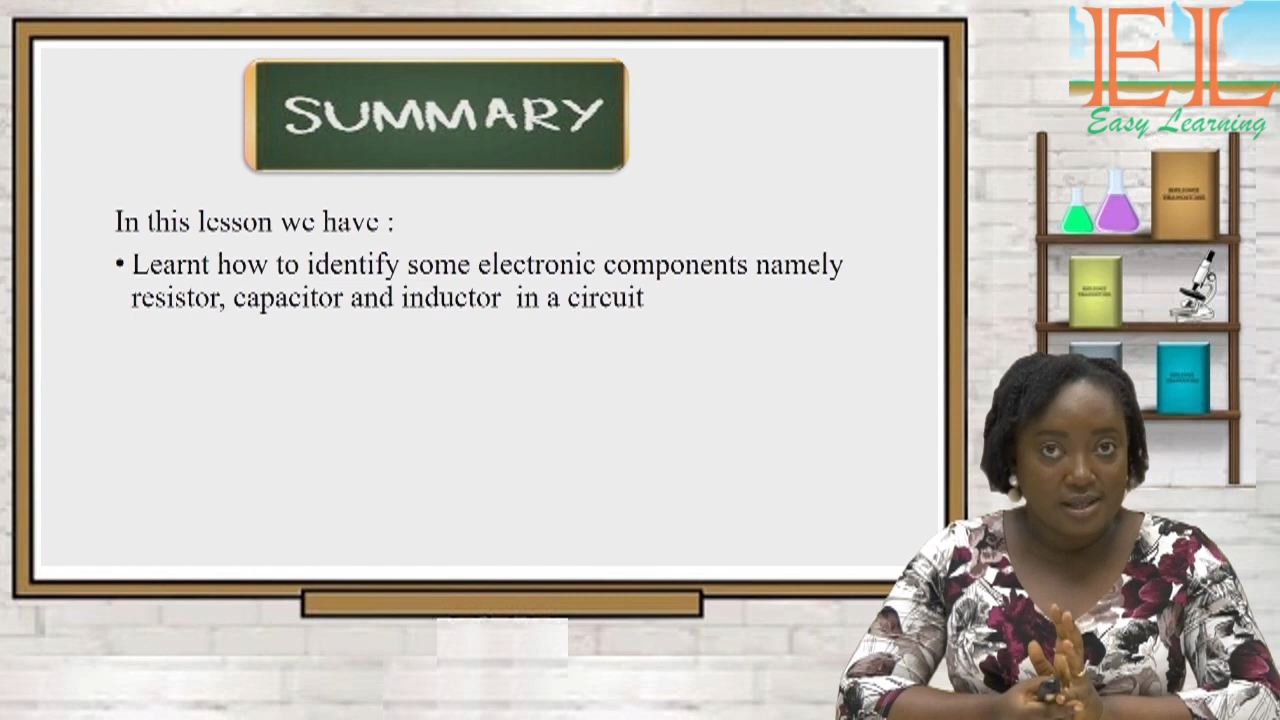 EL
Easy Learning
SUMMARY
In this lesson we have :
• Learnt how to identify some electronic components namely
resistor, capacitor and inductor in a circuit